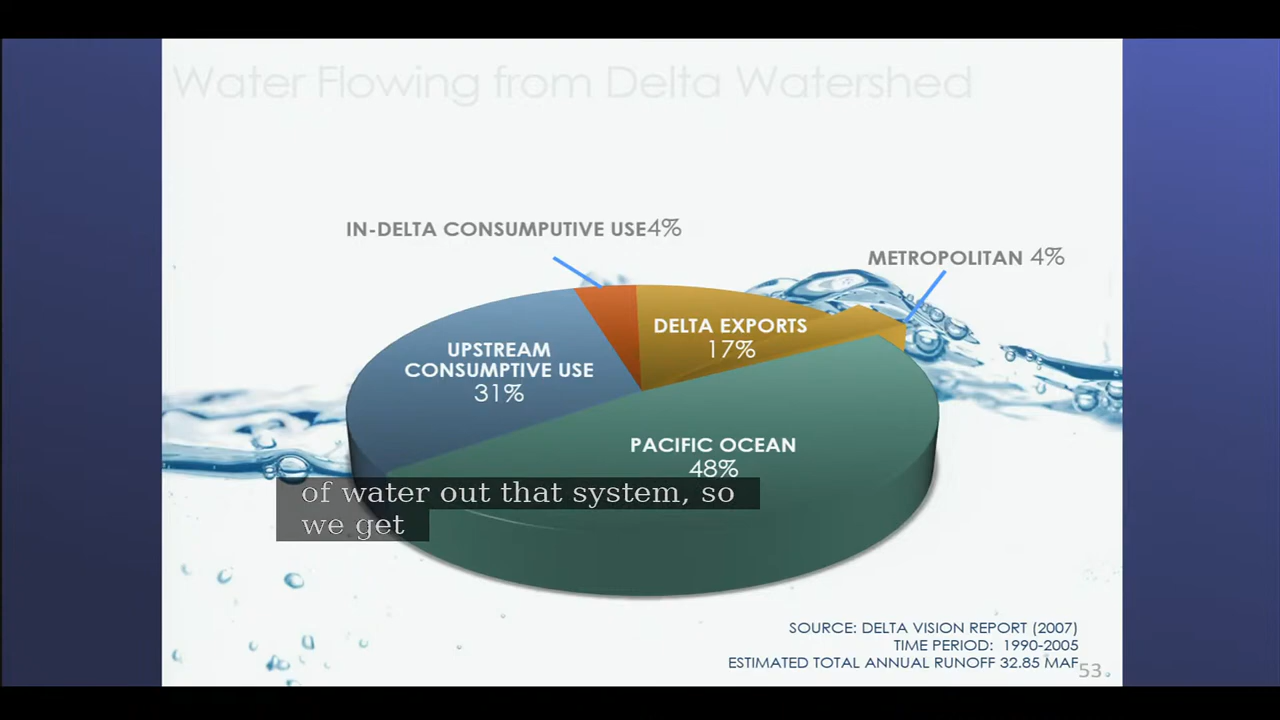 Water Flowing from Delta Watershed
IN-DELTA CONSUMPUTIVE USE4%
METROPOLITAN 4%
DELTA EXPORTS
17%
UPSTREAM
CONSUMPTIVE USE
31%
PACIFIC OCEAN
48%
of water out that system, so
we get
SOURCE: DELTA VISION REPORT (2007)
TIME PERIOD: 1990-2005
ESTIMATED TOTAL ANNUAL RUNOFF 32.85 MAF
53